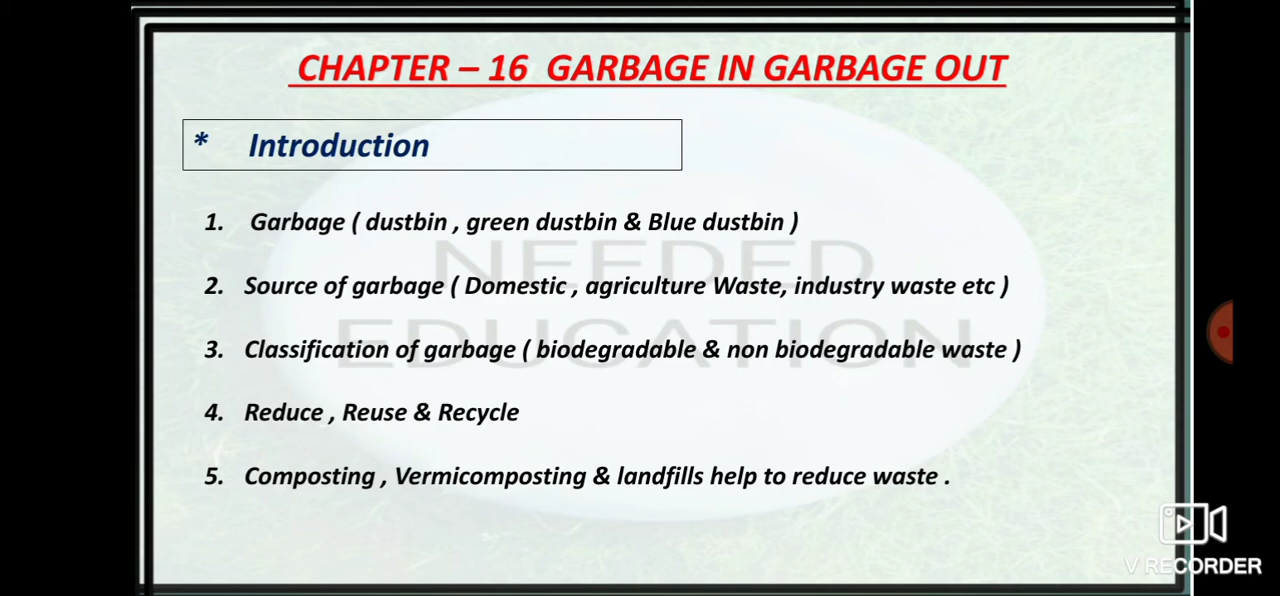 CHAPTER – 16 GARBAGE IN GARBAGE OUT
* Introduction
1. Garbage ( dustbin , green dustbin & Blue dustbin )
NEEDED
2. Source of garbage ( Domestic , agriculture Waste, industry waste etc )
EDUCATION
3. Classification of garbage ( biodegradable & non biodegradable waste )
4. Reduce , Reuse & Recycle
5. Composting , Vermicomposting & landfills help to reduce waste .
V RECORDER